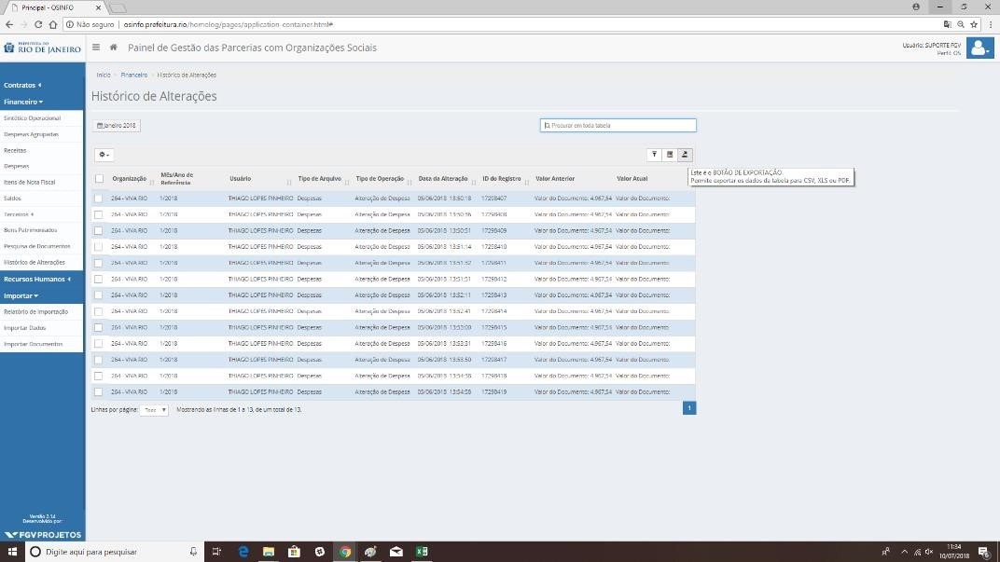 Principal - OSINFO
Não seguro | osinfo.prefeitura.rio/homolog/pages/application-container.html#
PREFEITURA DO
RIO DE JANEIRO
Painel de Gestão das Parcerias com Organizações Sociais
Usuário: SUPORTE FGV
Perfil: OS
Contratos
Financeiro
Sintético Operacional
Despesas Agrupadas
Receitas
Despesas
Itens de Nota Fiscal
Saldos
Terceiros
Bens Patrimoniados
Pesquisa de Documentos
Histórico de Alterações
Recursos Humanos
Importar
Relatório de Importação
Importar Dados
Importar Documentos
Versão 2.14
Desenvolvido por:
FGV PROJETOS
Início > Financeiro > Histórico de Alterações
Histórico de Alterações
Janeiro 2018
Procurar em toda tabela
Este é o BOTÃO DE EXPORTAÇÃO.
Permite exportar os dados da tabela para CSV, XLS ou PDF.
Organização Mês/Ano de Referência Usuário Tipo de Arquivo Tipo de Operação Data da Alteração ID do Registro Valor Anterior Valor Atual
264 - VIVA RIO 1/2018 THIAGO LOPES PINHEIRO Despesas Alteração de Despesa 05/06/2018 13:50:18 17298407 Valor do Documento: 4.967,54 Valor do Documento:
264 - VIVA RIO 1/2018 THIAGO LOPES PINHEIRO Despesas Alteração de Despesa 05/06/2018 13:50:36 17298408 Valor do Documento: 4.967,54 Valor do Documento:
264 - VIVA RIO 1/2018 THIAGO LOPES PINHEIRO Despesas Alteração de Despesa 05/06/2018 13:50:51 17298409 Valor do Documento: 4.967,54 Valor do Documento:
264 - VIVA RIO 1/2018 THIAGO LOPES PINHEIRO Despesas Alteração de Despesa 05/06/2018 13:51:14 17298410 Valor do Documento: 4.967,54 Valor do Documento:
264 - VIVA RIO 1/2018 THIAGO LOPES PINHEIRO Despesas Alteração de Despesa 05/06/2018 13:51:32 17298411 Valor do Documento: 4.967,54 Valor do Documento:
264 - VIVA RIO 1/2018 THIAGO LOPES PINHEIRO Despesas Alteração de Despesa 05/06/2018 13:51:51 17298412 Valor do Documento: 4.967,54 Valor do Documento:
264 - VIVA RIO 1/2018 THIAGO LOPES PINHEIRO Despesas Alteração de Despesa 05/06/2018 13:52:11 17298413 Valor do Documento: 4.967,54 Valor do Documento:
264 - VIVA RIO 1/2018 THIAGO LOPES PINHEIRO Despesas Alteração de Despesa 05/06/2018 13:52:41 17298414 Valor do Documento: 4.967,54 Valor do Documento:
264 - VIVA RIO 1/2018 THIAGO LOPES PINHEIRO Despesas Alteração de Despesa 05/06/2018 13:53:00 17298415 Valor do Documento: 4.967,54 Valor do Documento:
264 - VIVA RIO 1/2018 THIAGO LOPES PINHEIRO Despesas Alteração de Despesa 05/06/2018 13:53:31 17298416 Valor do Documento: 4.967,54 Valor do Documento:
264 - VIVA RIO 1/2018 THIAGO LOPES PINHEIRO Despesas Alteração de Despesa 05/06/2018 13:53:50 17298417 Valor do Documento: 4.967,54 Valor do Documento:
264 - VIVA RIO 1/2018 THIAGO LOPES PINHEIRO Despesas Alteração de Despesa 05/06/2018 13:54:38 17298418 Valor do Documento: 4.967,54 Valor do Documento:
264 - VIVA RIO 1/2018 THIAGO LOPES PINHEIRO Despesas Alteração de Despesa 05/06/2018 13:54:58 17298419 Valor do Documento: 4.967,54 Valor do Documento:
Linhas por página: Mostrando as linhas de 1 a 13, de um total de 13.
1
Digite aqui para pesquisar
11:34
10/07/2018